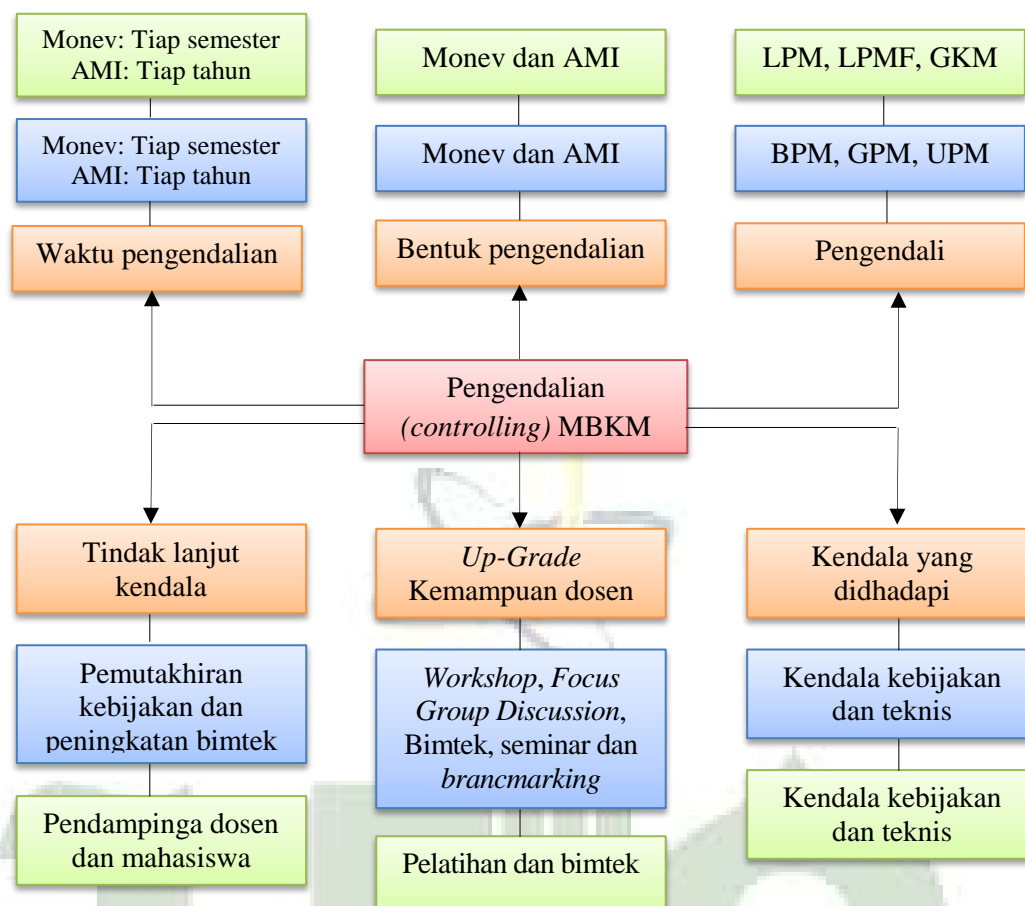 Monev: Tiap semester
AMI: Tiap tahun
Monev dan AMI
LPM, LPMF, GKM
Monev: Tiap semester
AMI: Tiap tahun
Monev dan AMI
BPM, GPM, UPM
Waktu pengendalian
Bentuk pengendalian
Pengendali
Pengendalian
(controlling) MBKM
Tindak lanjut
kendala
Up-Grade
Kemampuan dosen
Kendala yang
didhadapi
Pemutakhiran
kebijakan dan
peningkatan bimtek
Workshop, Focus
Group Discussion,
Bimtek, seminar dan
brancmarking
Kendala kebijakan
dan teknis
Pendampinga dosen
dan mahasiswa
Pelatihan dan bimtek
Kendala kebijakan
dan teknis